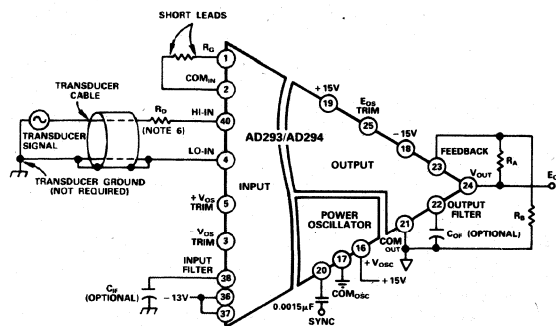 SHORT LEADS
RG
1
COMIN
2
TRANSDUCER
CABLE
RO
(NOTE 6)
HI-IN
40
TRANSDUCER
SIGNAL
LO-IN
4
TRANSDUCER GROUND
(NOT REQUIRED)
AD293/AD294
INPUT
+VOS
TRIM
5
-VOS
TRIM
3
INPUT
FILTER
38
CIF
(OPTIONAL)
-13V
36
37
+15V
19
EOS
TRIM
25
-15V
18
OUTPUT
FEEDBACK
23
RA
VOUT
24
EO
22
OUTPUT
FILTER
RB
COF (OPTIONAL)
21
COM
OUT
POWER
OSCILLATOR
16
+ VOSC
+15V
17
COMOSC
20
0.0015μF
SYNC